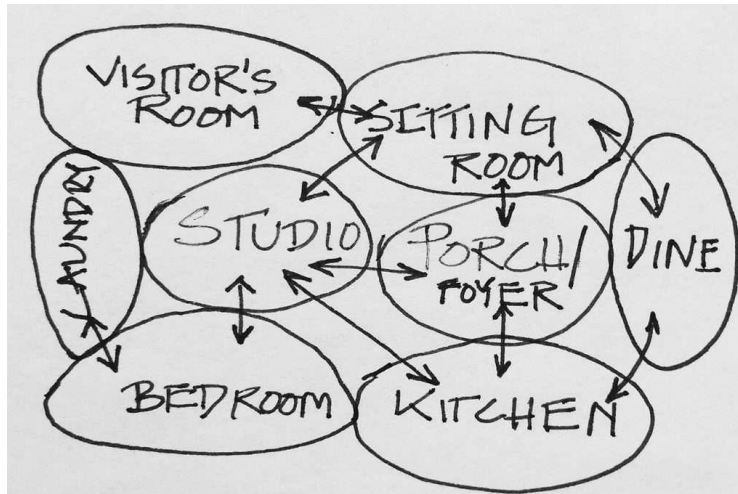 VISITOR'S
ROOM
SITTING
ROOM
LAUNDRY
STUDIO
PORCH/
FOYER
DINE
BEDROOM
KITCHEN